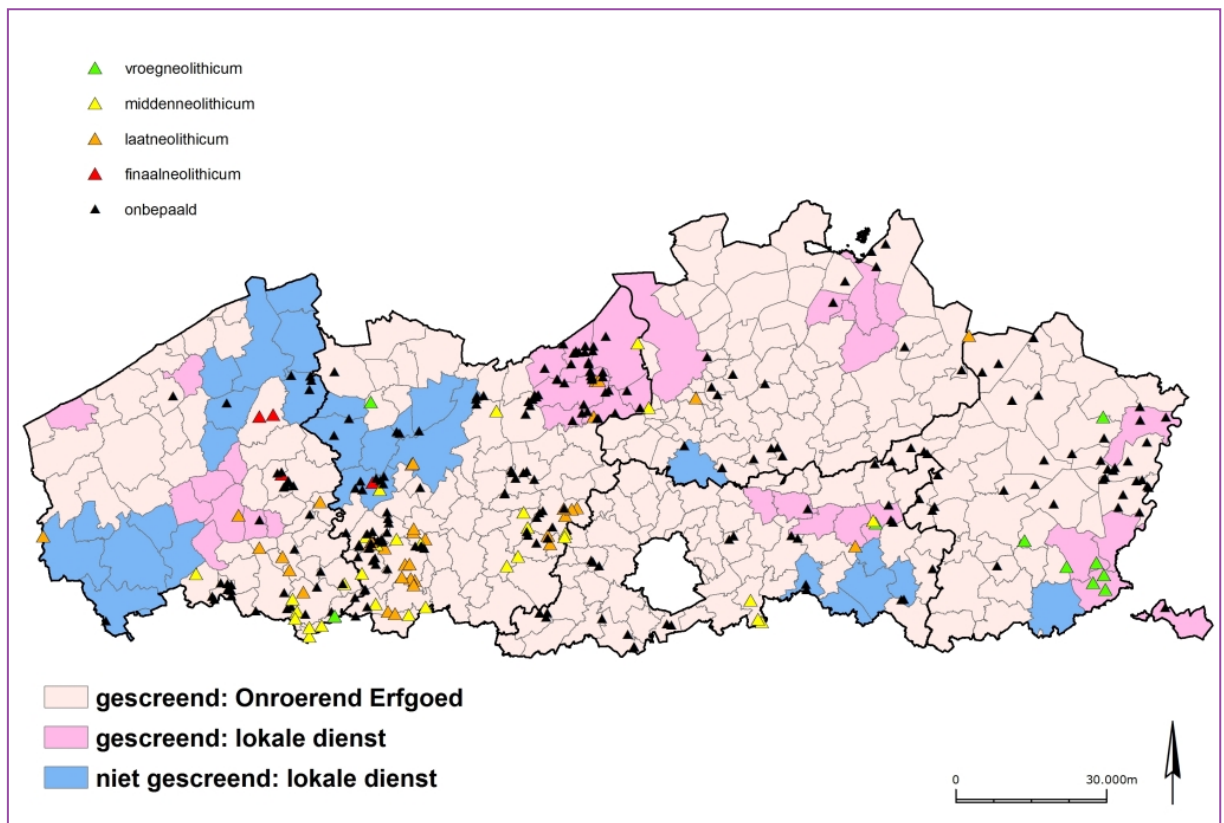 vroegneolithicum
middenneolithicum
laatneolithicum
finaalneolithicum
onbepaald
gescreend: Onroerend Erfgoed
gescreend: lokale dienst
niet gescreend: lokale dienst
0 30.000m